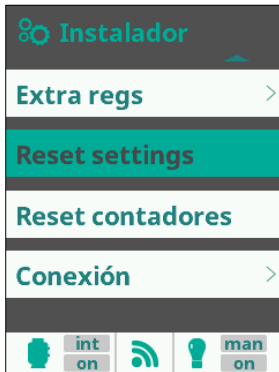 Instalador
Extra regs
Reset settings
Reset contadores
Conexión
int man
on on